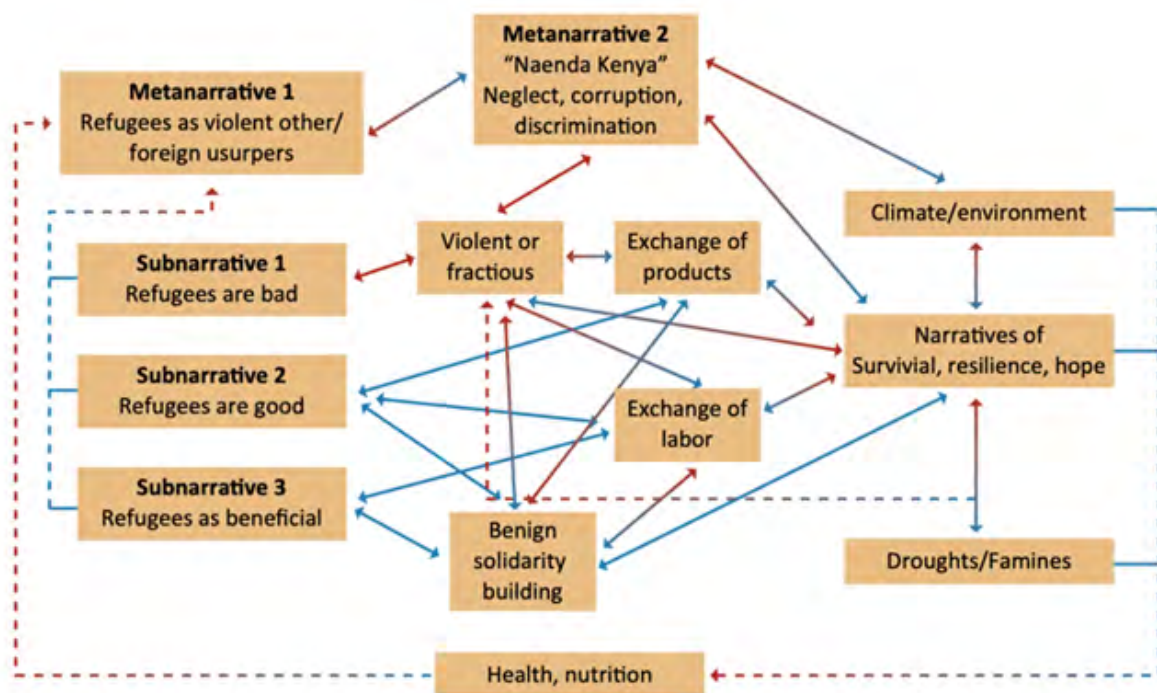 Metanarrative 1
Refugees as violent other/
foreign usurpers
Metanarrative 2
“Naenda Kenya”
Neglect, corruption,
discrimination
Climate/environment
Subnarrative 1
Refugees are bad
Violent or
fractious
Exchange of
products
Narratives of
Survivial, resilience, hope
Subnarrative 2
Refugees are good
Exchange of
labor
Subnarrative 3
Refugees as beneficial
Benign
solidarity
building
Droughts/Famines
Health, nutrition